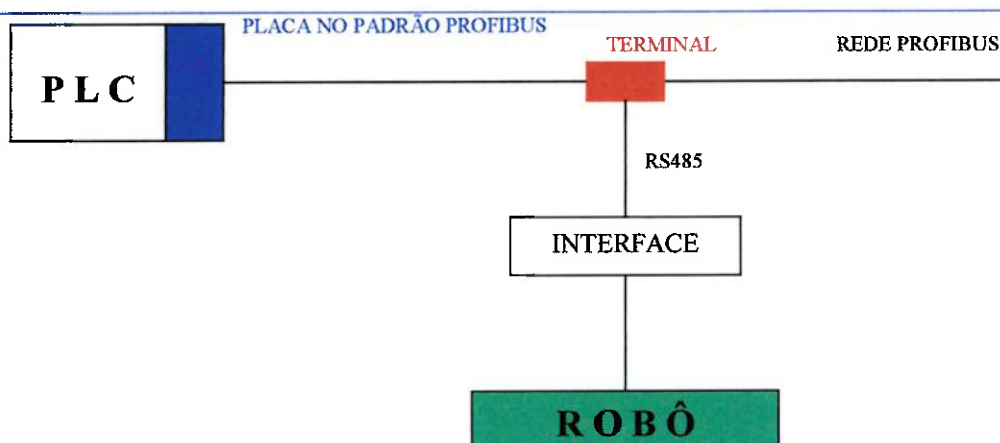 PLACA NO PADRÃO PROFIBUS
TERMINAL
REDE PROFIBUS
PLC
RS485
INTERFACE
ROBÔ